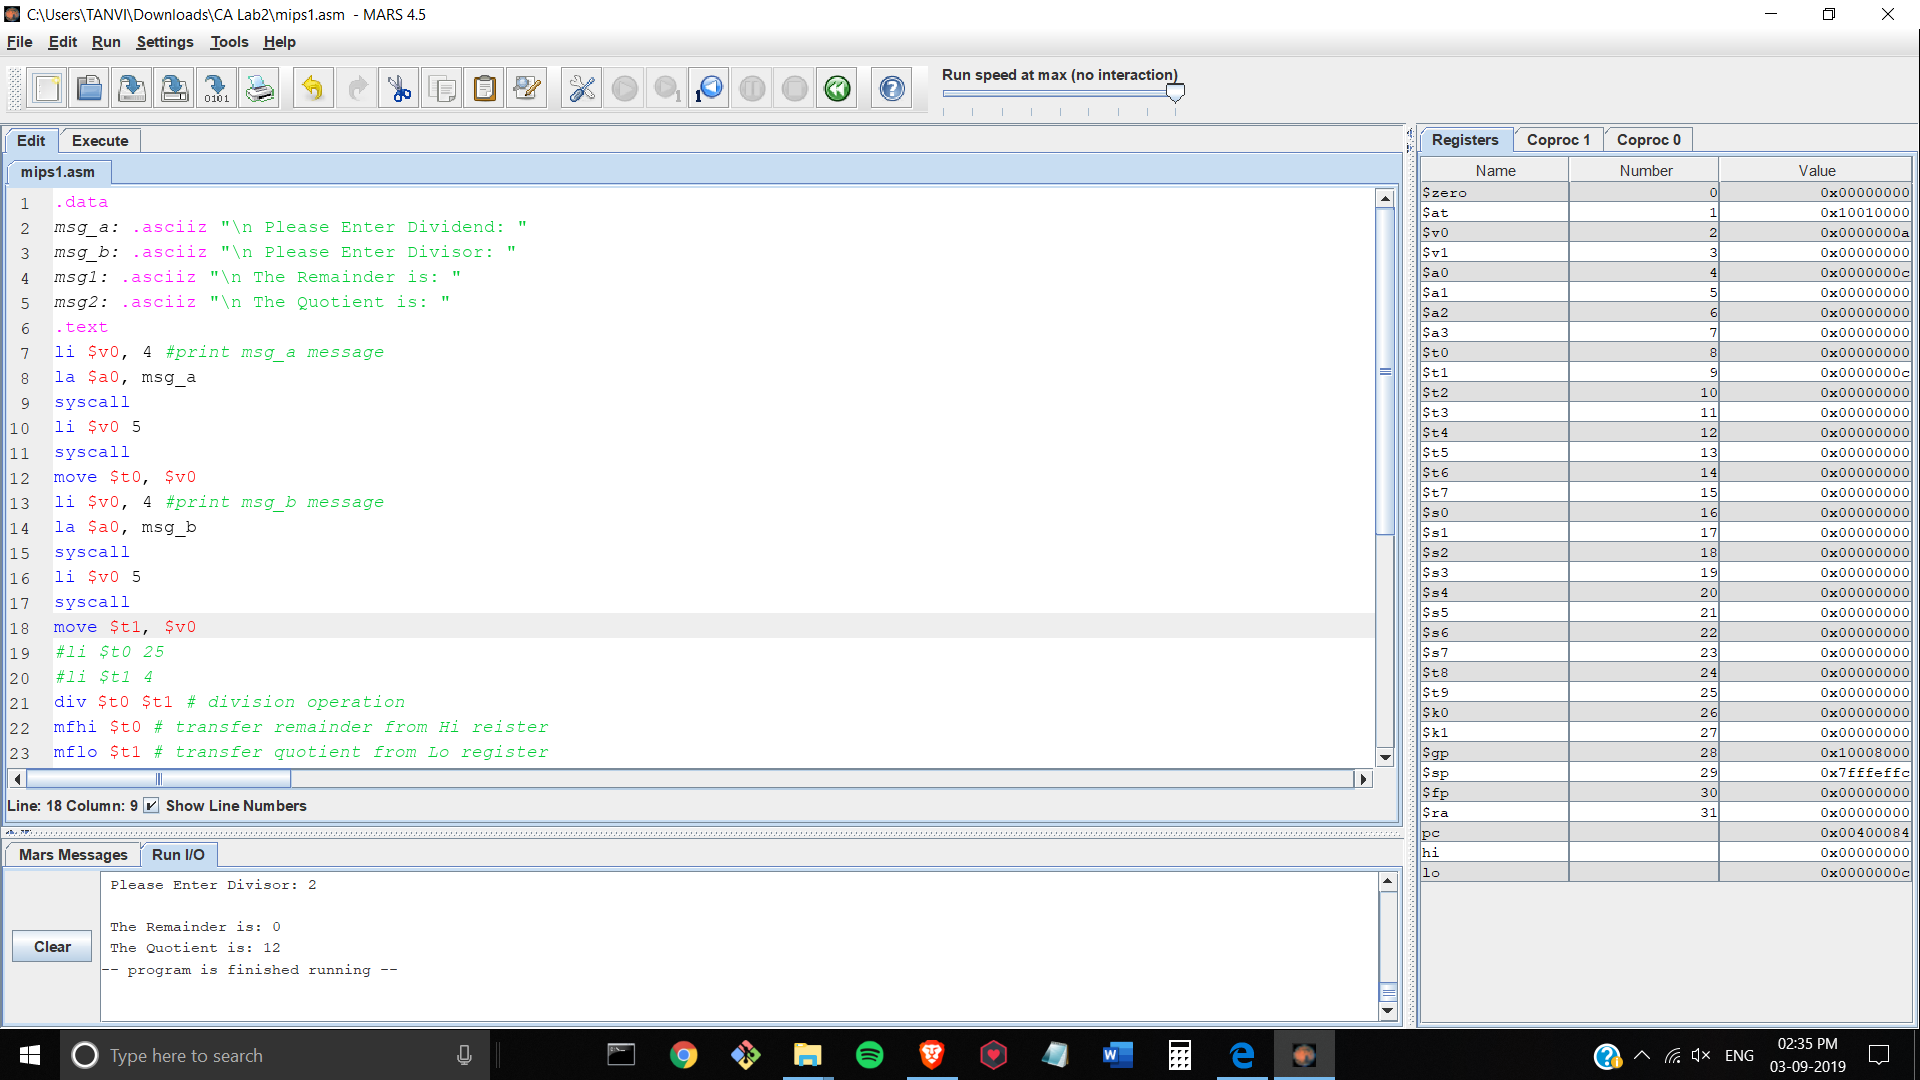 C:\Users\TANVI\Downloads\CA Lab2\mips1.asm - MARS 4.5
File Edit Run Settings Tools Help
Run speed at max (no interaction)
Edit Execute
mips1.asm
1 .data
2 msg_a: .asciiz "\n Please Enter Dividend: "
3 msg_b: .asciiz "\n Please Enter Divisor: "
4 msg1: .asciiz "\n The Remainder is: "
5 msg2: .asciiz "\n The Quotient is: "
6 .text
7 li $v0, 4 #print msg_a message
8 la $a0, msg_a
9 syscall
10 li $v0 5
11 syscall
12 move $t0, $v0
13 li $v0, 4 #print msg_b message
14 la $a0, msg_b
15 syscall
16 li $v0 5
17 syscall
18 move $t1, $v0
19 #li $t0 25
20 #li $t1 4
21 div $t0 $t1 # division operation
22 mfhi $t0 # transfer remainder from Hi reister
23 mflo $t1 # transfer quotient from Lo register
Line: 18 Column: 9 Show Line Numbers
Mars Messages Run I/O
Clear
Please Enter Divisor: 2
The Remainder is: 0
The Quotient is: 12
-- program is finished running --
Registers Coproc 1 Coproc 0
Name Number Value
$zero 0 0x00000000
$at 1 0x10010000
$v0 2 0x0000000a
$v1 3 0x00000000
$a0 4 0x0000000c
$a1 5 0x00000000
$a2 6 0x00000000
$a3 7 0x00000000
$t0 8 0x00000000
$t1 9 0x0000000c
$t2 10 0x00000000
$t3 11 0x00000000
$t4 12 0x00000000
$t5 13 0x00000000
$t6 14 0x00000000
$t7 15 0x00000000
$s0 16 0x00000000
$s1 17 0x00000000
$s2 18 0x00000000
$s3 19 0x00000000
$s4 20 0x00000000
$s5 21 0x00000000
$s6 22 0x00000000
$s7 23 0x00000000
$t8 24 0x00000000
$t9 25 0x00000000
$k0 26 0x00000000
$k1 27 0x00000000
$gp 28 0x10008000
$sp 29 0x7fffeffc
$fp 30 0x00000000
$ra 31 0x00000000
pc 0x00400084
hi 0x00000000
lo 0x0000000c
Type here to search
ENG
02:35 PM
03-09-2019